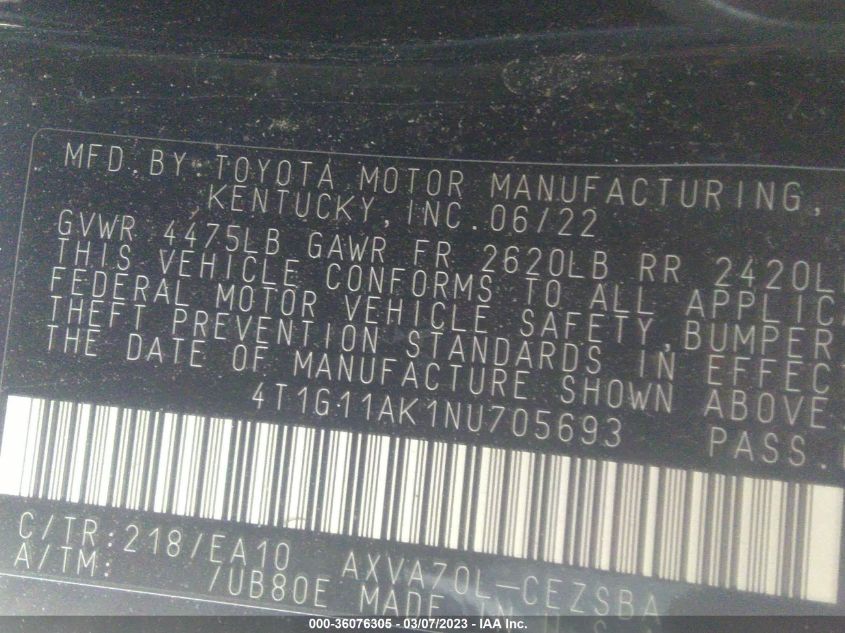 MFD. BY: TOYOTA MOTOR MANUFACTURING,
KENTUCKY, INC. 06/22
GVWR 4475LB GAWR FR 2620LB RR 2420L
THIS VEHICLE CONFORMS TO ALL APPLIC
FEDERAL MOTOR VEHICLE SAFETY, BUMPER
THEFT PREVENTION STANDARDS IN EFFEC
THE DATE OF MANUFACTURE SHOWN ABOVE
4T1G11AK1NU705693 PASS.
C/TR: 218/EA10 AXVA70L-CEZSBA
A/TM: /UB80E MADE IN U.S.
000-36076305 - 03/07/2023 - IAA Inc.